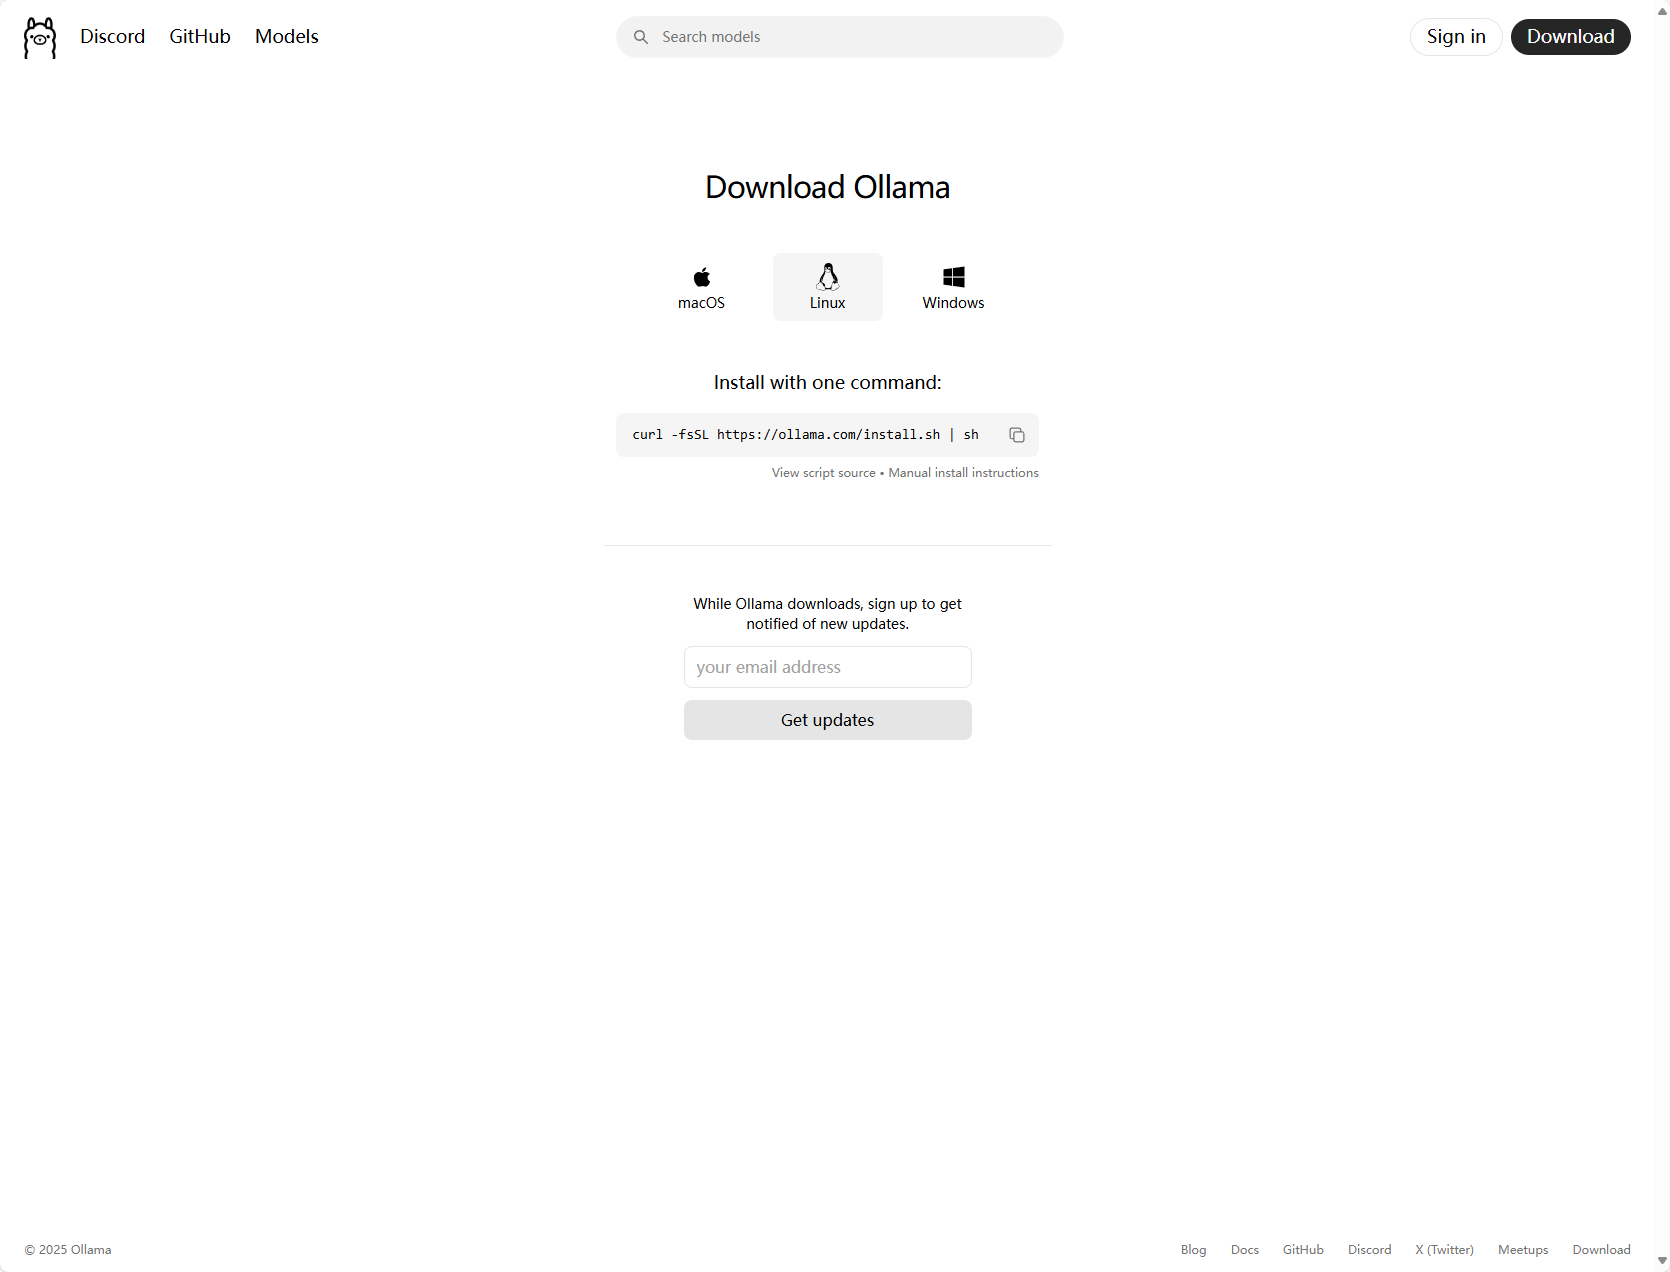 Discord GitHub Models Search models Sign in Download
Download Ollama
macOS Linux Windows
Install with one command:
curl -fsSL https://ollama.com/install.sh | sh
View script source • Manual install instructions
While Ollama downloads, sign up to get
notified of new updates.
your email address
Get updates
© 2025 Ollama Blog Docs GitHub Discord X (Twitter) Meetups Download